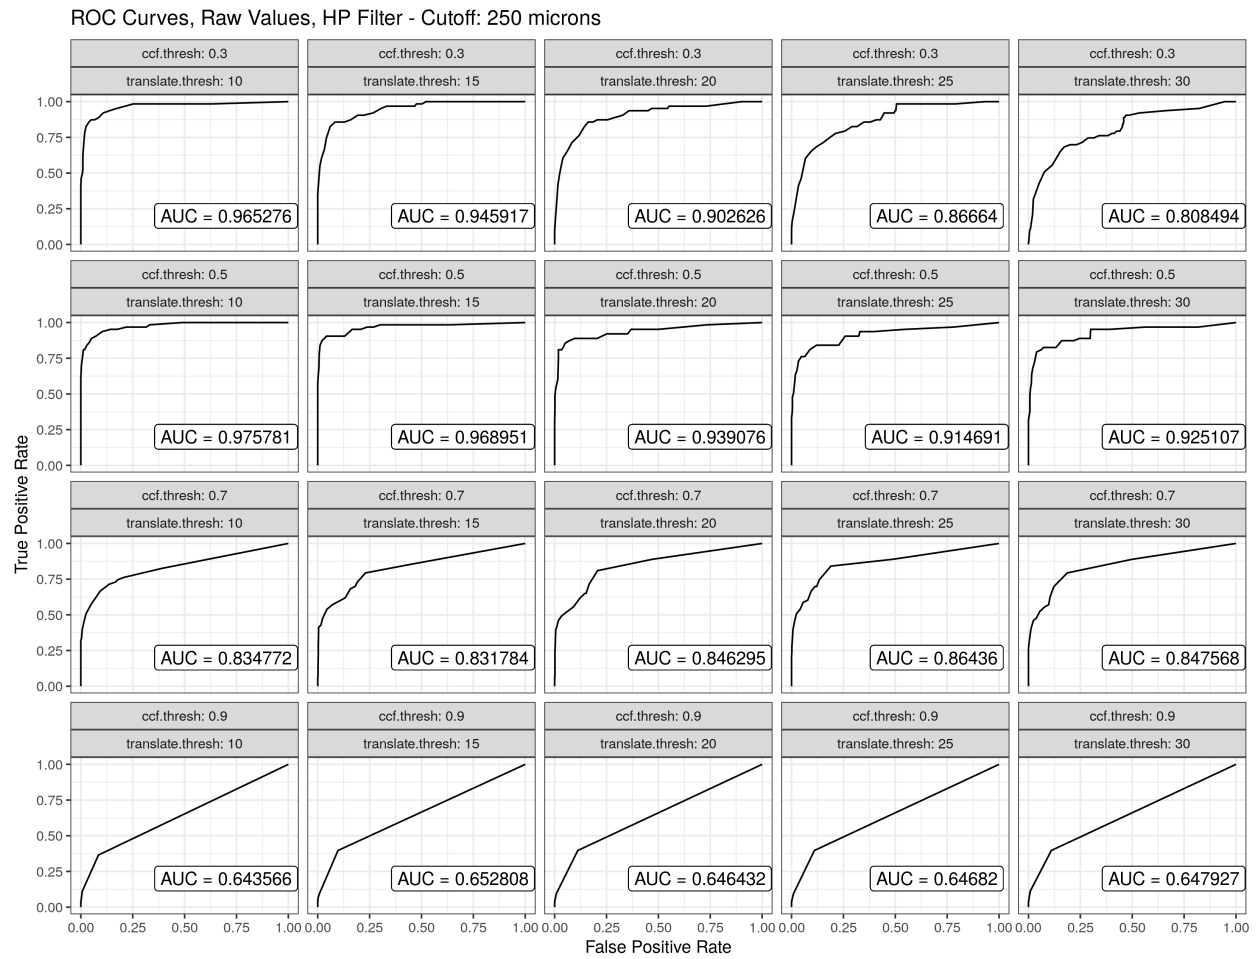 ROC Curves, Raw Values, HP Filter - Cutoff: 250 microns
ccf.thresh: 0.3 ccf.thresh: 0.3 ccf.thresh: 0.3 ccf.thresh: 0.3 ccf.thresh: 0.3
translate.thresh: 10 translate.thresh: 15 translate.thresh: 20 translate.thresh: 25 translate.thresh: 30
1.00
0.75
0.50
0.25
AUC = 0.965276 AUC = 0.945917 AUC = 0.902626 AUC = 0.86664 AUC = 0.808494
0.00
ccf.thresh: 0.5 ccf.thresh: 0.5 ccf.thresh: 0.5 ccf.thresh: 0.5 ccf.thresh: 0.5
translate.thresh: 10 translate.thresh: 15 translate.thresh: 20 translate.thresh: 25 translate.thresh: 30
1.00
0.75
0.50
0.25
AUC = 0.975781 AUC = 0.968951 AUC = 0.939076 AUC = 0.914691 AUC = 0.925107
0.00
True Positive Rate
ccf.thresh: 0.7 ccf.thresh: 0.7 ccf.thresh: 0.7 ccf.thresh: 0.7 ccf.thresh: 0.7
translate.thresh: 10 translate.thresh: 15 translate.thresh: 20 translate.thresh: 25 translate.thresh: 30
1.00
0.75
0.50
0.25
AUC = 0.834772 AUC = 0.831784 AUC = 0.846295 AUC = 0.86436 AUC = 0.847568
0.00
ccf.thresh: 0.9 ccf.thresh: 0.9 ccf.thresh: 0.9 ccf.thresh: 0.9 ccf.thresh: 0.9
translate.thresh: 10 translate.thresh: 15 translate.thresh: 20 translate.thresh: 25 translate.thresh: 30
1.00
0.75
0.50
0.25
AUC = 0.643566 AUC = 0.652808 AUC = 0.646432 AUC = 0.64682 AUC = 0.647927
0.00
0.00 0.25 0.50 0.75 1.00 0.00 0.25 0.50 0.75 1.00 0.00 0.25 0.50 0.75 1.00 0.00 0.25 0.50 0.75 1.00 0.00 0.25 0.50 0.75 1.00
False Positive Rate